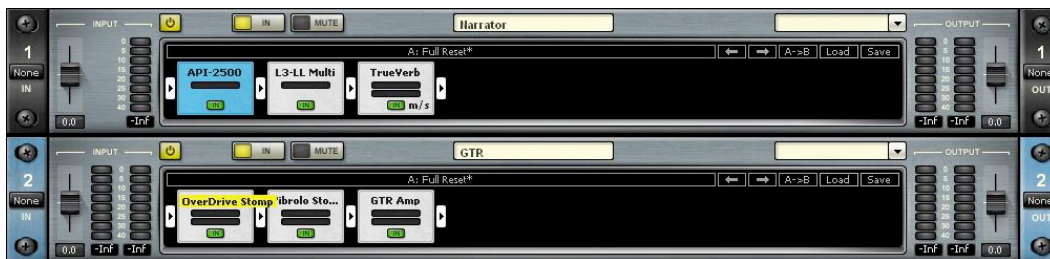 INPUT IN MUTE Narrator OUTPUT
1 A: Full Reset* A->B Load Save 1
None API-2500 L3-LL Multi TrueVerb None
IN IN IN IN m/s OUT
0.0 -Inf -Inf -Inf 0.0
INPUT IN MUTE GTR OUTPUT
2 A: Full Reset* A->B Load Save 2
None OverDrive Stomp ibrolo Sto... GTR Amp None
IN IN IN IN OUT
0.0 -Inf -Inf -Inf -Inf 0.0